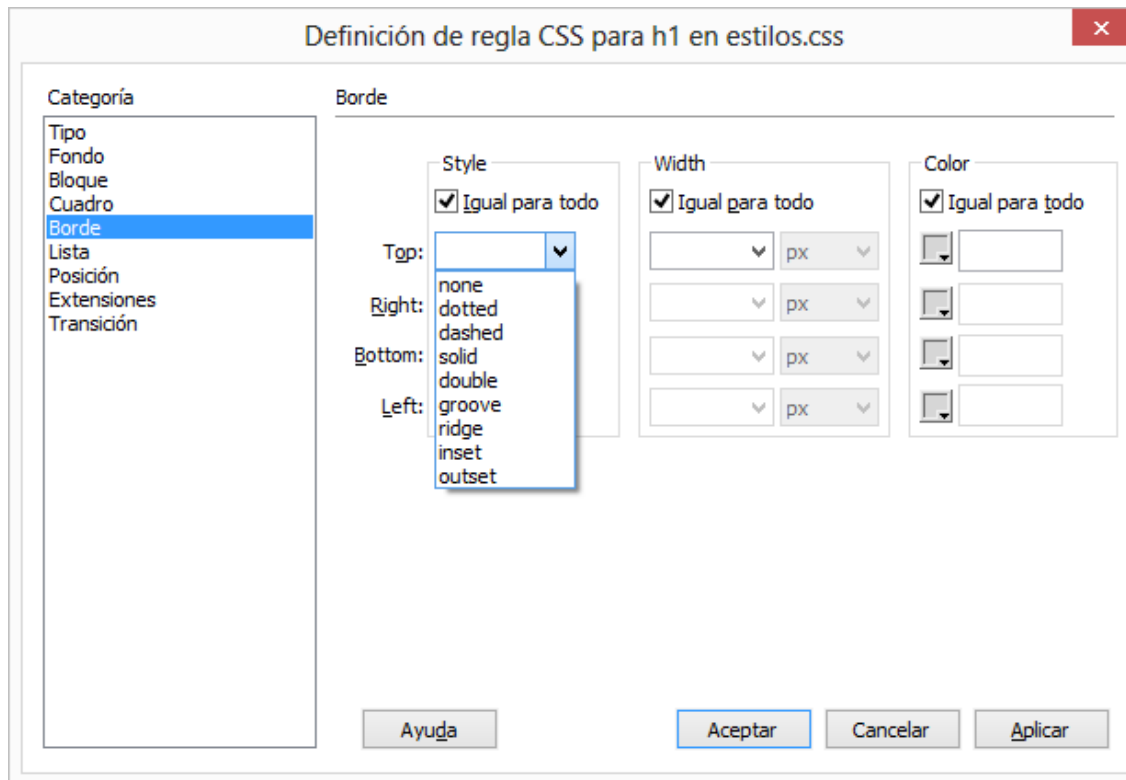 Definición de regla CSS para h1 en estilos.css
Categoría
Tipo
Fondo
Bloque
Cuadro
Borde
Lista
Posición
Extensiones
Transición
Borde
Style Width Color
Igual para todo Igual para todo Igual para todo
Top: px
none
dotted
Right: px
dashed
solid
Bottom: px
double
groove
Left: px
ridge
inset
outset
Ayuda Aceptar Cancelar Aplicar